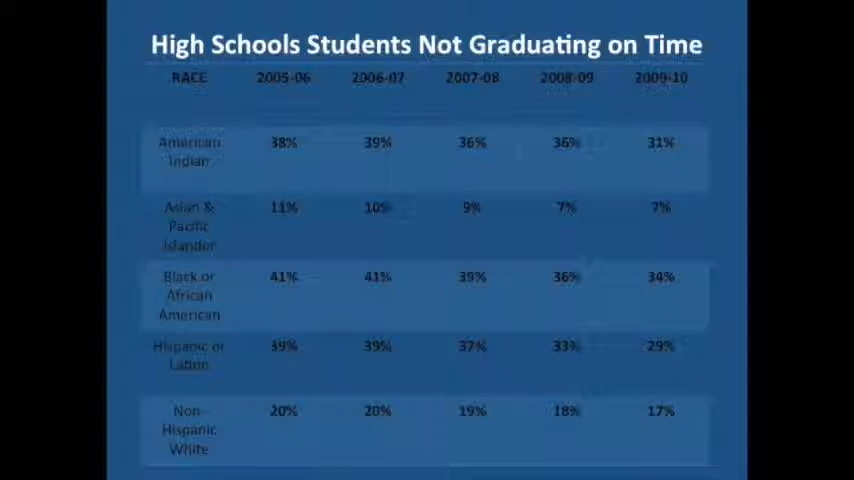 High Schools Students Not Graduating on Time
RACE 2005-06 2006-07 2007-08 2008-09 2009-10
American 38% 39% 36% 36% 31%
Indian
Asian & 11% 10% 9% 7% 7%
Pacific
Islander
Black or 41% 41% 39% 36% 34%
African
American
Hispanic or 39% 39% 37% 33% 29%
Latino
Non- 20% 20% 19% 18% 17%
Hispanic
White